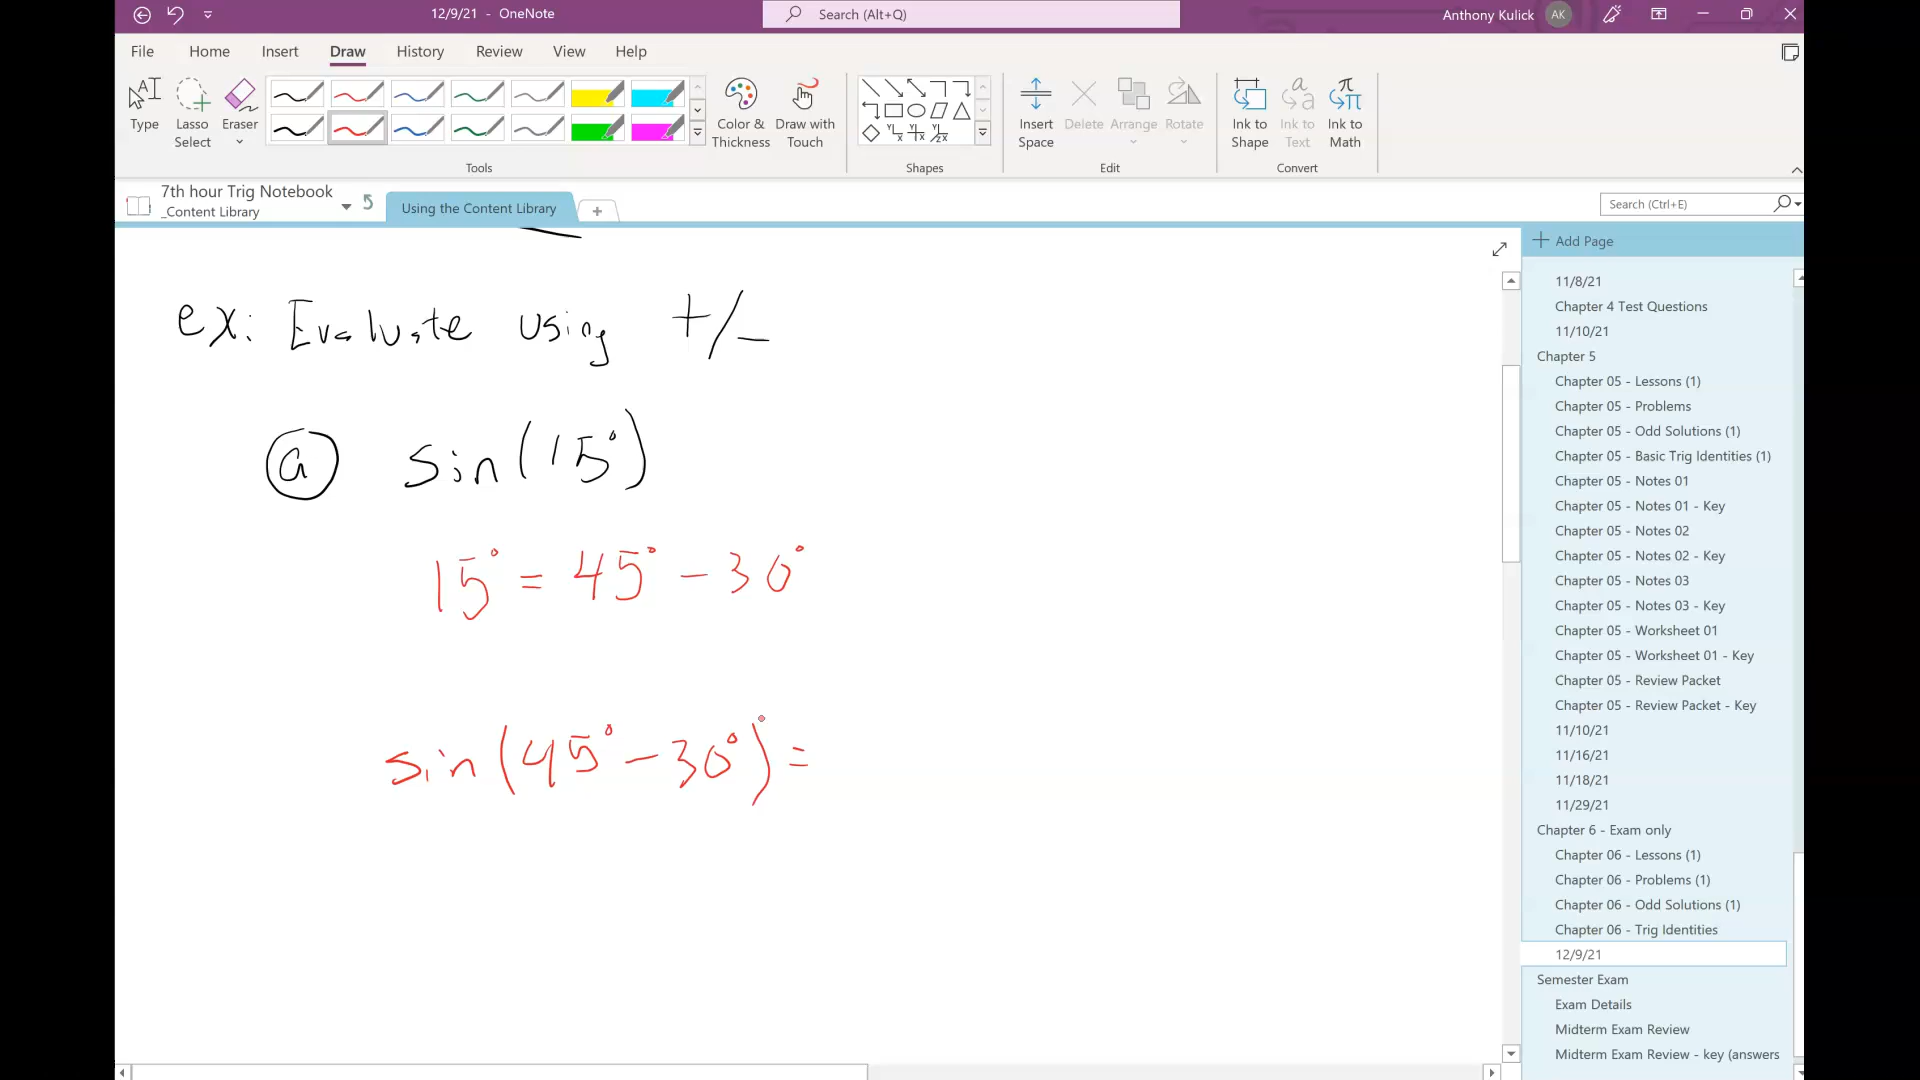 12/9/21 - OneNote
Search (Alt+Q)
Anthony Kulick AK
File Home Insert Draw History Review View Help
Type
Lasso Select
Eraser
Color & Thickness
Draw with Touch
Insert Space
Delete
Arrange
Rotate
Ink to Shape
Ink to Text
Ink to Math
Tools
Shapes
Edit
Convert
7th hour Trig Notebook
_Content Library
Using the Content Library
Search (Ctrl+E)
ex: Evaluate using +/-
a sin(15°)
15° = 45° - 30°
sin(45° - 30°) =
Add Page
11/8/21
Chapter 4 Test Questions
11/10/21
Chapter 5
Chapter 05 - Lessons (1)
Chapter 05 - Problems
Chapter 05 - Odd Solutions (1)
Chapter 05 - Basic Trig Identities (1)
Chapter 05 - Notes 01
Chapter 05 - Notes 01 - Key
Chapter 05 - Notes 02
Chapter 05 - Notes 02 - Key
Chapter 05 - Notes 03
Chapter 05 - Notes 03 - Key
Chapter 05 - Worksheet 01
Chapter 05 - Worksheet 01 - Key
Chapter 05 - Review Packet
Chapter 05 - Review Packet - Key
11/10/21
11/16/21
11/18/21
11/29/21
Chapter 6 - Exam only
Chapter 06 - Lessons (1)
Chapter 06 - Problems (1)
Chapter 06 - Odd Solutions (1)
Chapter 06 - Trig Identities
12/9/21
Semester Exam
Exam Details
Midterm Exam Review
Midterm Exam Review - key (answers